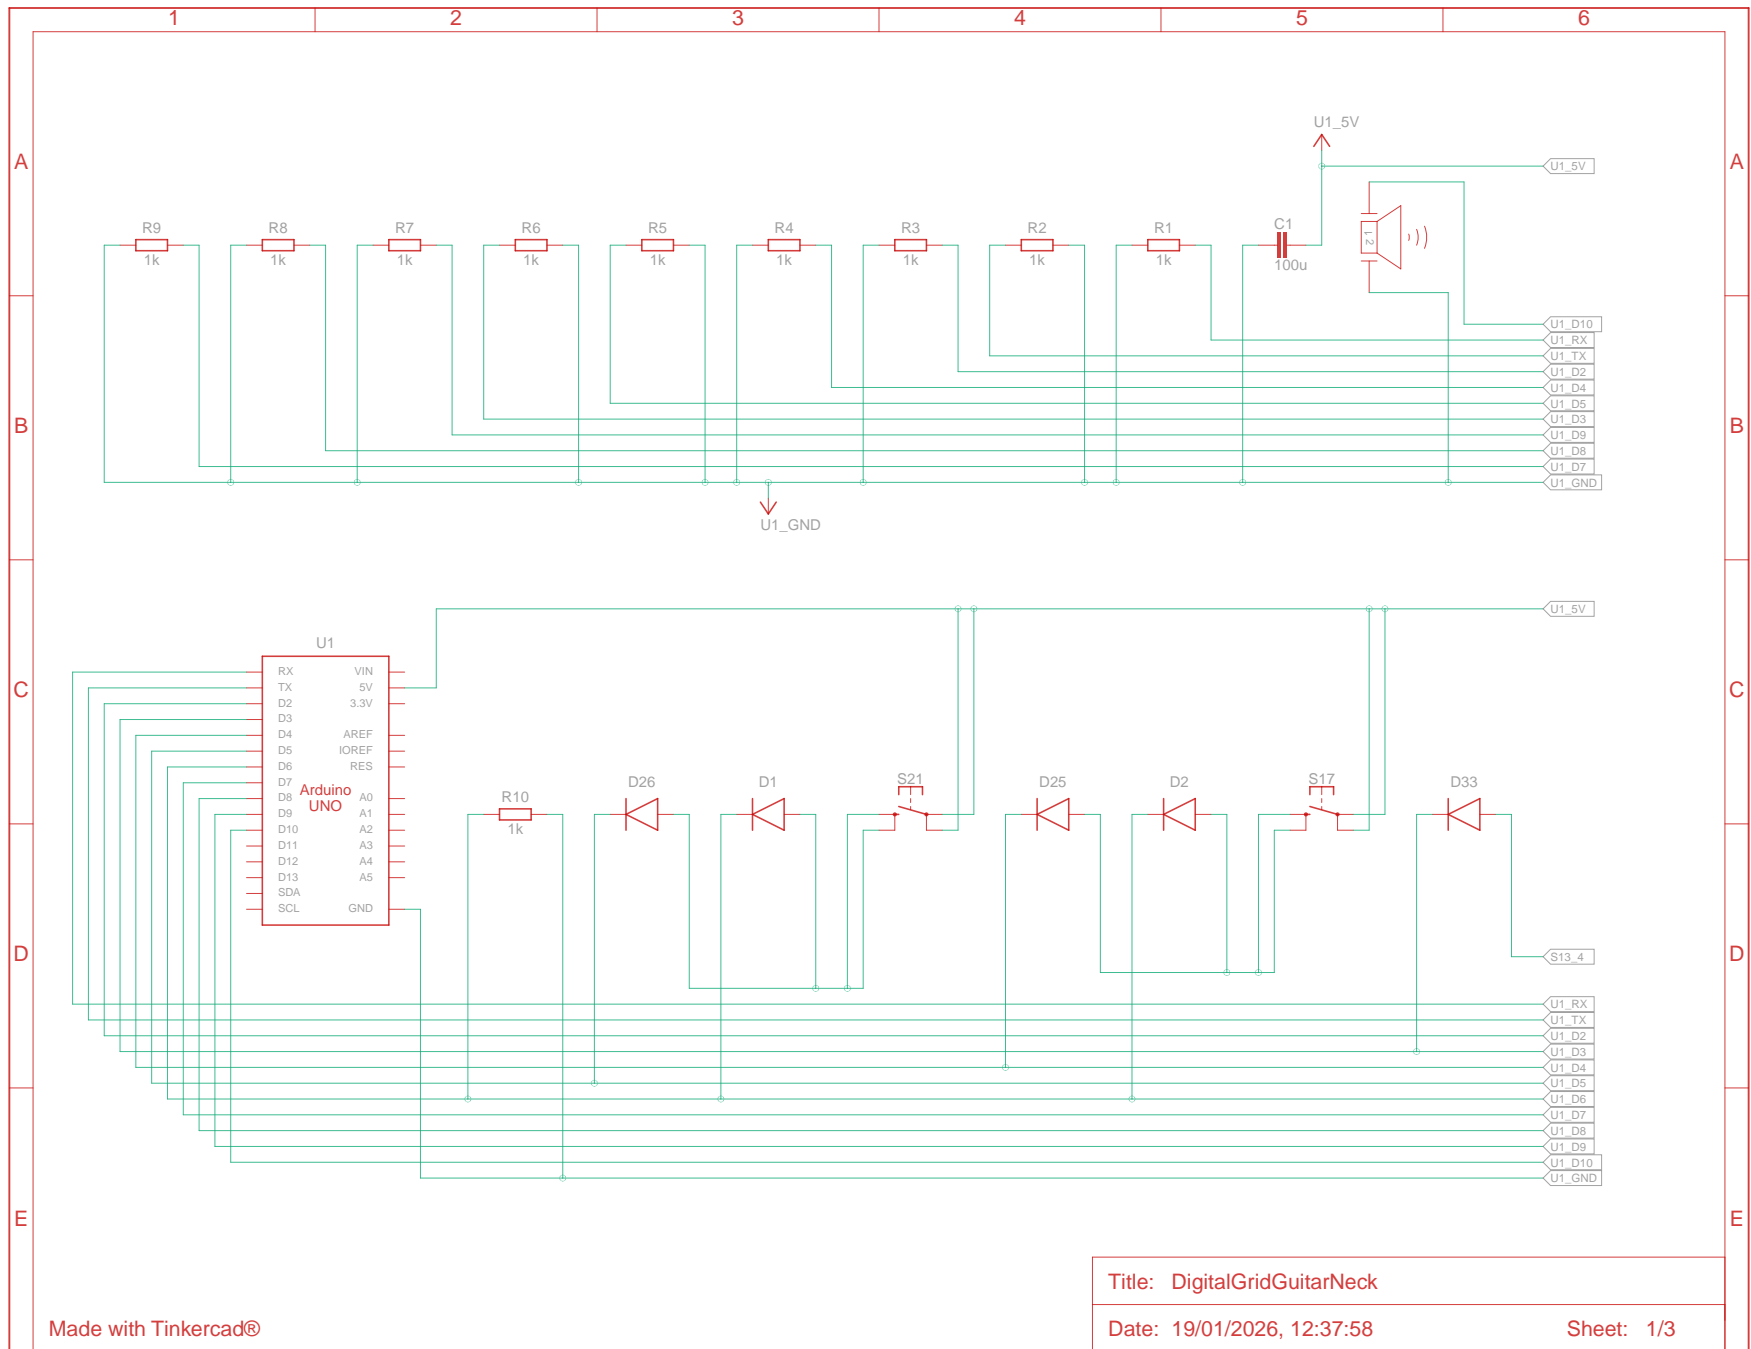 1 2 3 4 5 6
U1_5V
A A
U1_5V
R9 R8 R7 R6 R5 R4 R3 R2 R1 C1
1 2
1k 1k 1k 1k 1k 1k 1k 1k 1k 100u
U1_D10
U1_RX
U1_TX
U1_D2
U1_D4
U1_D5
U1_D3
B B
U1_D9
U1_D8
U1_D7
U1_GND
U1_GND
U1_5V
U1
RX VIN
C TX 5V C
D2 3.3V
D3
D4 AREF
D5 IOREF
D6 RES
D7
D26 D1 S21 D25 D2 S17 D33
Arduino
UNO
D8 A0
R10
D9 A1
1k
D10 A2
D11 A3
D12 A4
D13 A5
SDA
SCL GND
D D
S13_4
U1_RX
U1_TX
U1_D2
U1_D3
U1_D4
U1_D5
U1_D6
U1_D7
U1_D8
U1_D9
U1_D10
U1_GND
E E
Title: DigitalGridGuitarNeck
Made with Tinkercad®
Date: 19/01/2026, 12:37:58 Sheet: 1/3